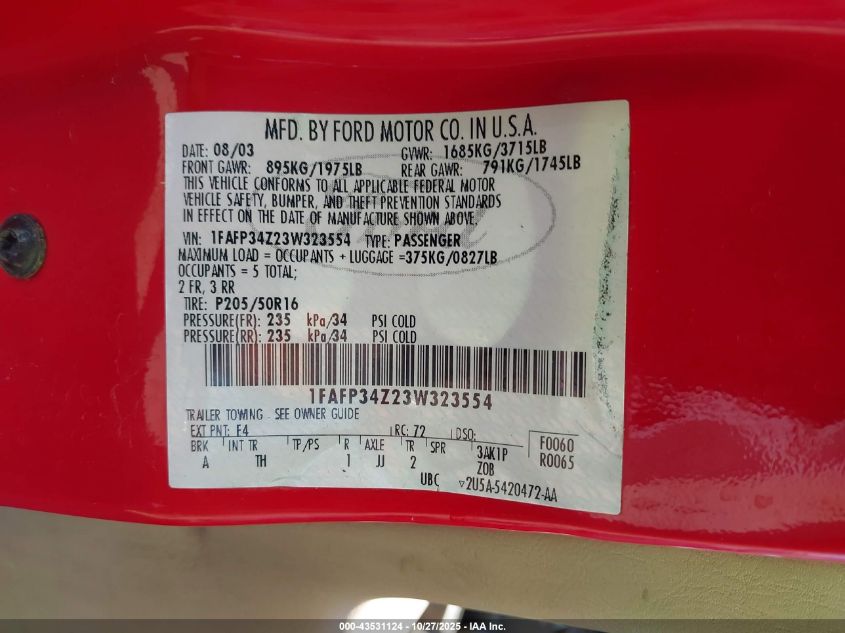 MFD. BY FORD MOTOR CO. IN U.S.A.
DATE: 08/03 GVWR: 1685KG/3715LB
FRONT GAWR: 895KG/1975LB REAR GAWR: 791KG/1745LB
THIS VEHICLE CONFORMS TO ALL APPLICABLE FEDERAL MOTOR
VEHICLE SAFETY, BUMPER, AND THEFT PREVENTION STANDARDS
IN EFFECT ON THE DATE OF MANUFACTURE SHOWN ABOVE.
VIN: 1FAFP34Z23W323554 TYPE: PASSENGER
MAXIMUM LOAD = OCCUPANTS + LUGGAGE =375KG/0827LB
OCCUPANTS = 5 TOTAL;
2 FR, 3 RR
TIRE: P205/50R16
PRESSURE(FR): 235 kPa/34 PSI COLD
PRESSURE(RR): 235 kPa/34 PSI COLD
1FAFP34Z23W323554
TRAILER TOWING - SEE OWNER GUIDE
EXT PNT: E4 RC: 72 DSO: F0060
BRK INT TR TP/PS R AXLE TR SPR 3AK1P R0065
A TH 1 JJ 2 Z0B
UBC ▽2U5A-5420472-AA
000-43531124 | 10/27/2025 - IAA Inc.